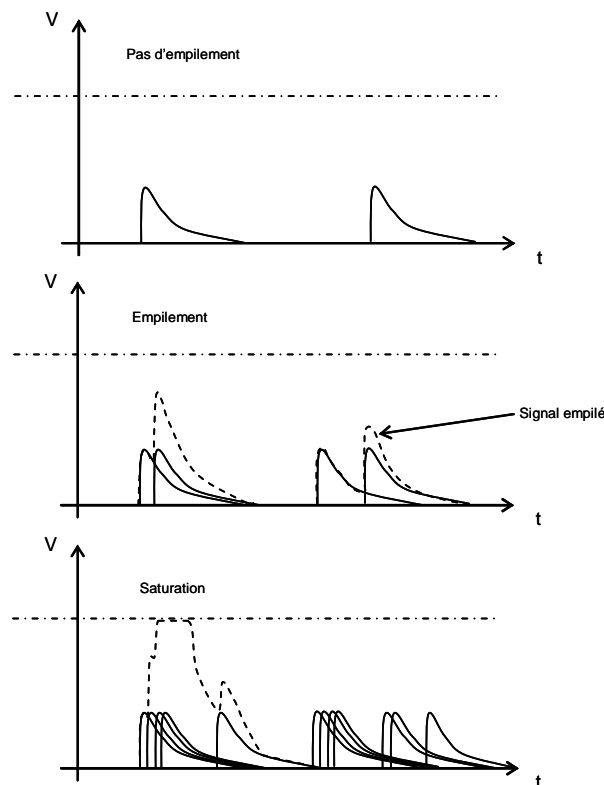 V
Pas d'empilement
t
V
Empilement
Signal empilé
t
V
Saturation
t